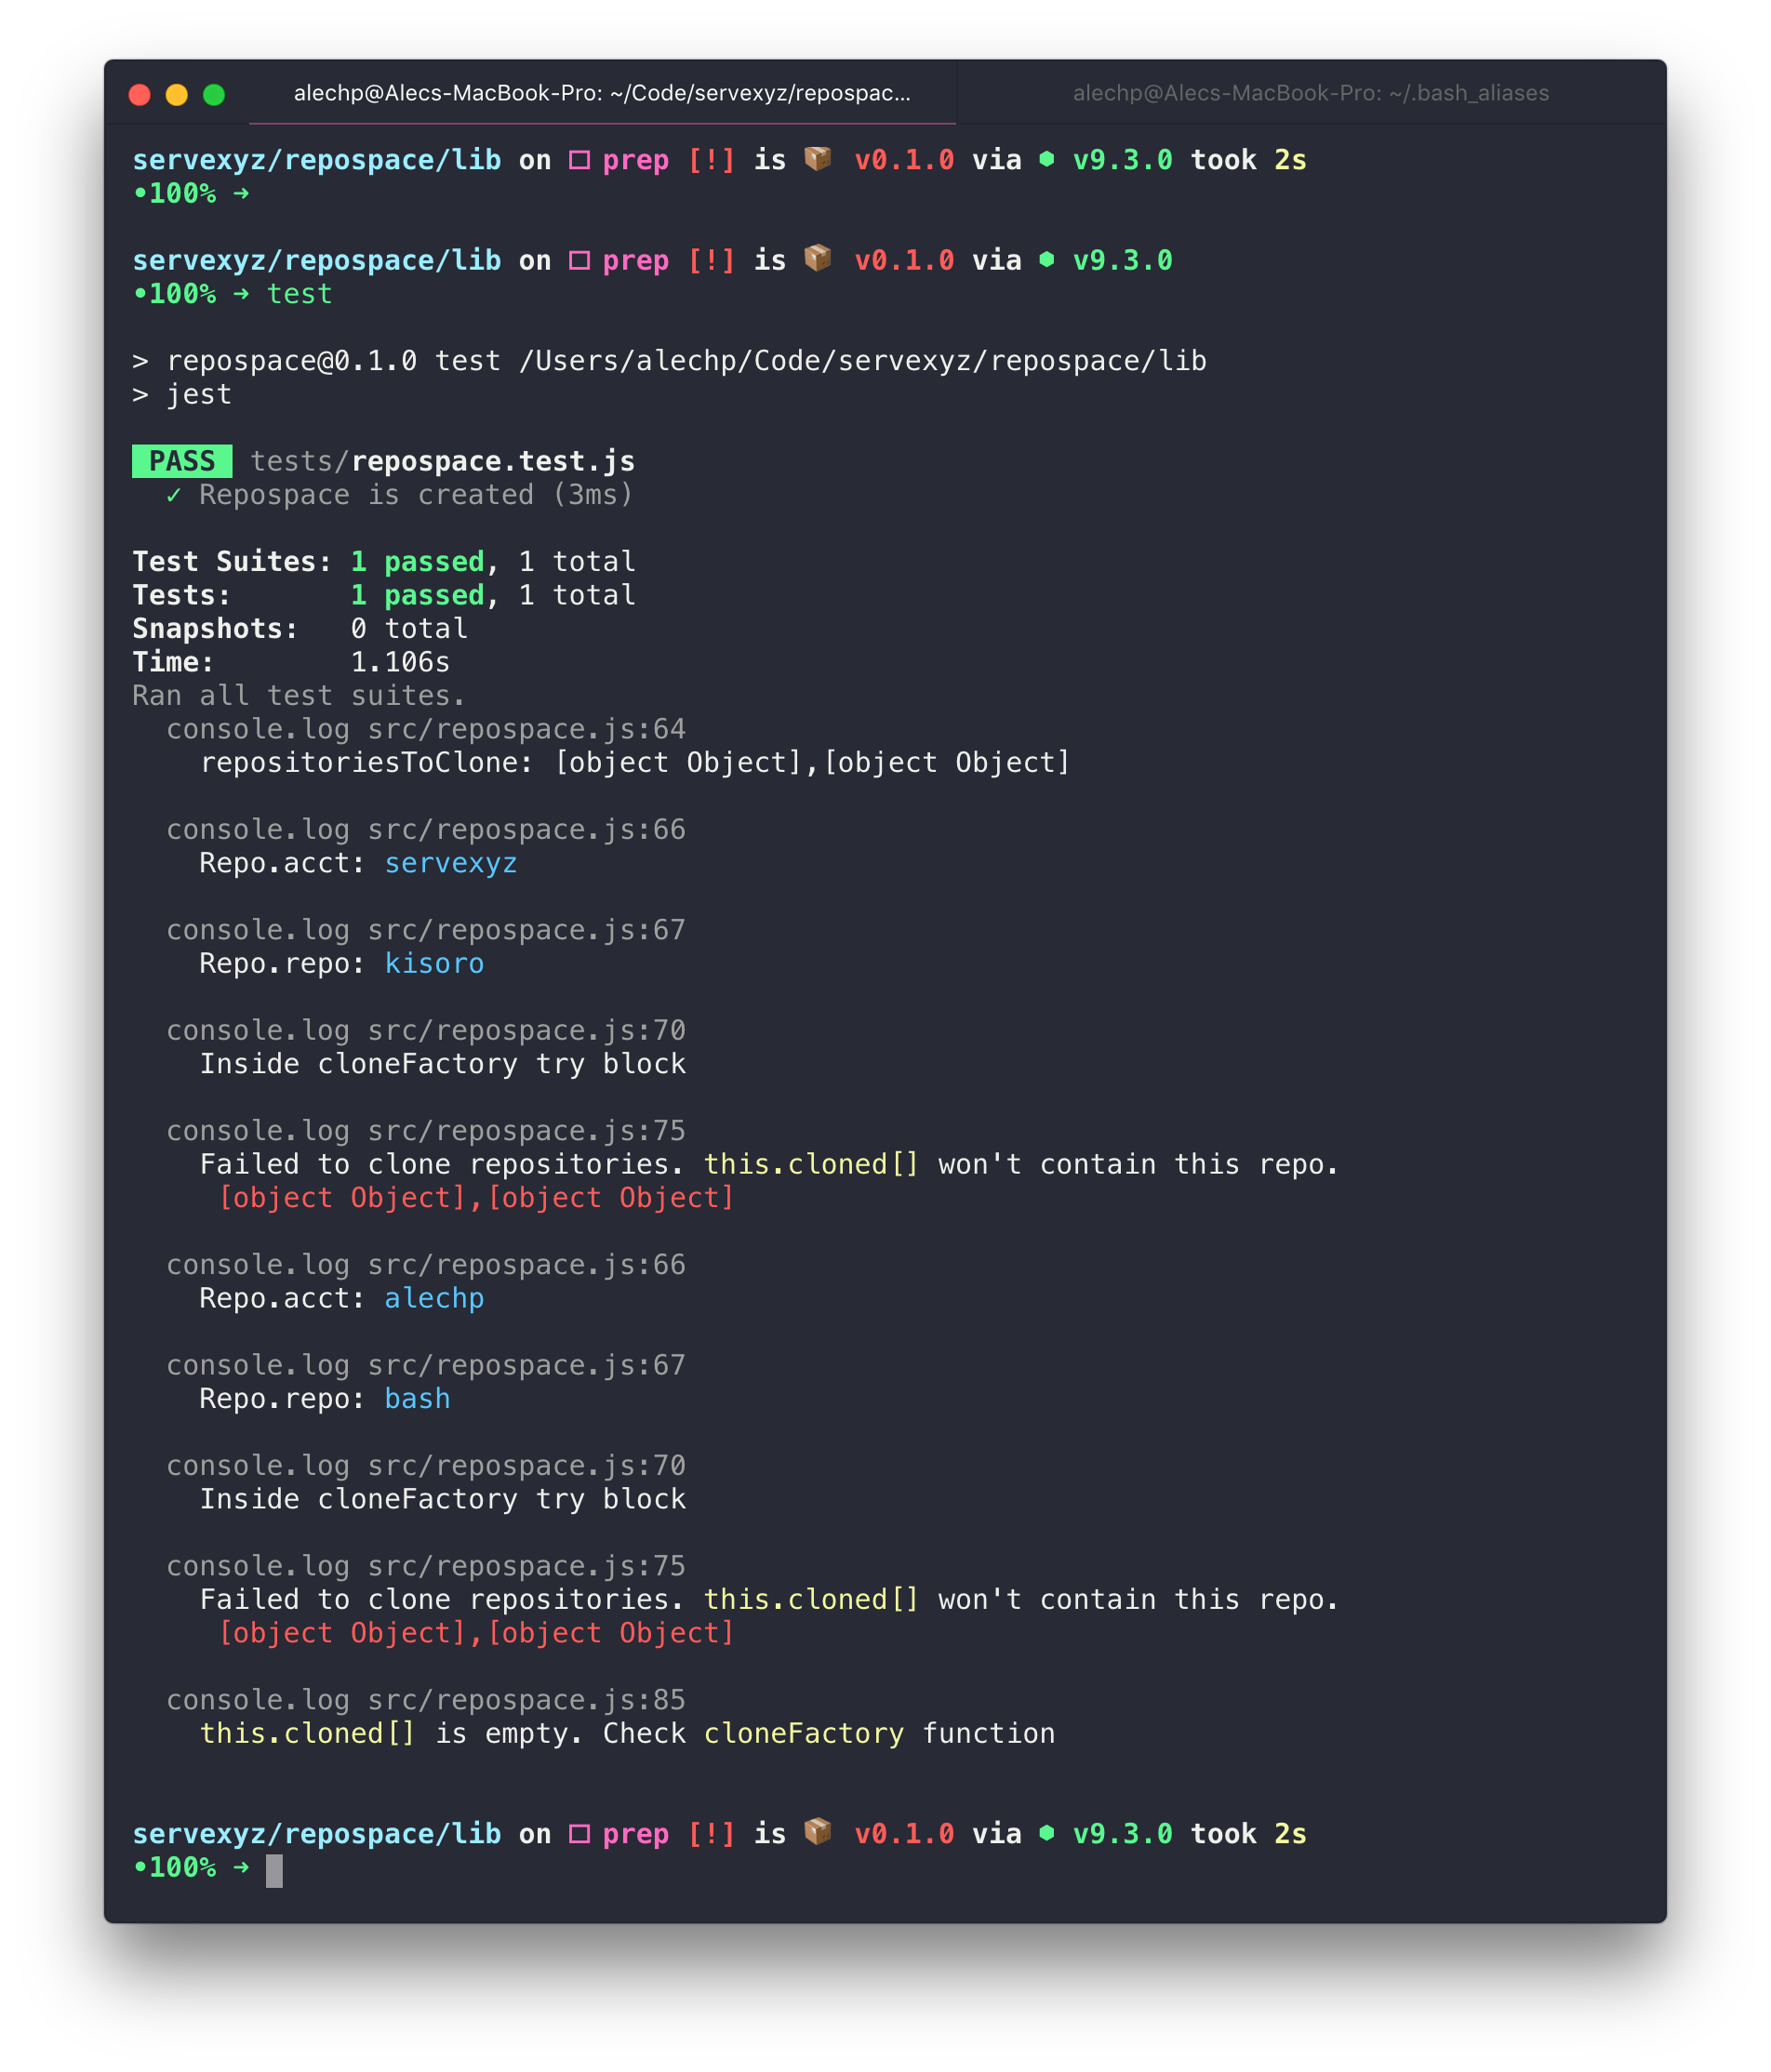 alechp@Alecs-MacBook-Pro: ~/Code/servexyz/repospac... alechp@Alecs-MacBook-Pro: ~/.bash_aliases
servexyz/repospace/lib on □ prep [!] is 📦 v0.1.0 via ⬢ v9.3.0 took 2s
•100% ➜
servexyz/repospace/lib on □ prep [!] is 📦 v0.1.0 via ⬢ v9.3.0
•100% ➜ test
> repospace@0.1.0 test /Users/alechp/Code/servexyz/repospace/lib
> jest
PASS tests/repospace.test.js
✓ Repospace is created (3ms)
Test Suites: 1 passed, 1 total
Tests: 1 passed, 1 total
Snapshots: 0 total
Time: 1.106s
Ran all test suites.
console.log src/repospace.js:64
repositoriesToClone: [object Object],[object Object]
console.log src/repospace.js:66
Repo.acct: servexyz
console.log src/repospace.js:67
Repo.repo: kisoro
console.log src/repospace.js:70
Inside cloneFactory try block
console.log src/repospace.js:75
Failed to clone repositories. this.cloned[] won't contain this repo.
[object Object],[object Object]
console.log src/repospace.js:66
Repo.acct: alechp
console.log src/repospace.js:67
Repo.repo: bash
console.log src/repospace.js:70
Inside cloneFactory try block
console.log src/repospace.js:75
Failed to clone repositories. this.cloned[] won't contain this repo.
[object Object],[object Object]
console.log src/repospace.js:85
this.cloned[] is empty. Check cloneFactory function
servexyz/repospace/lib on □ prep [!] is 📦 v0.1.0 via ⬢ v9.3.0 took 2s
•100% ➜